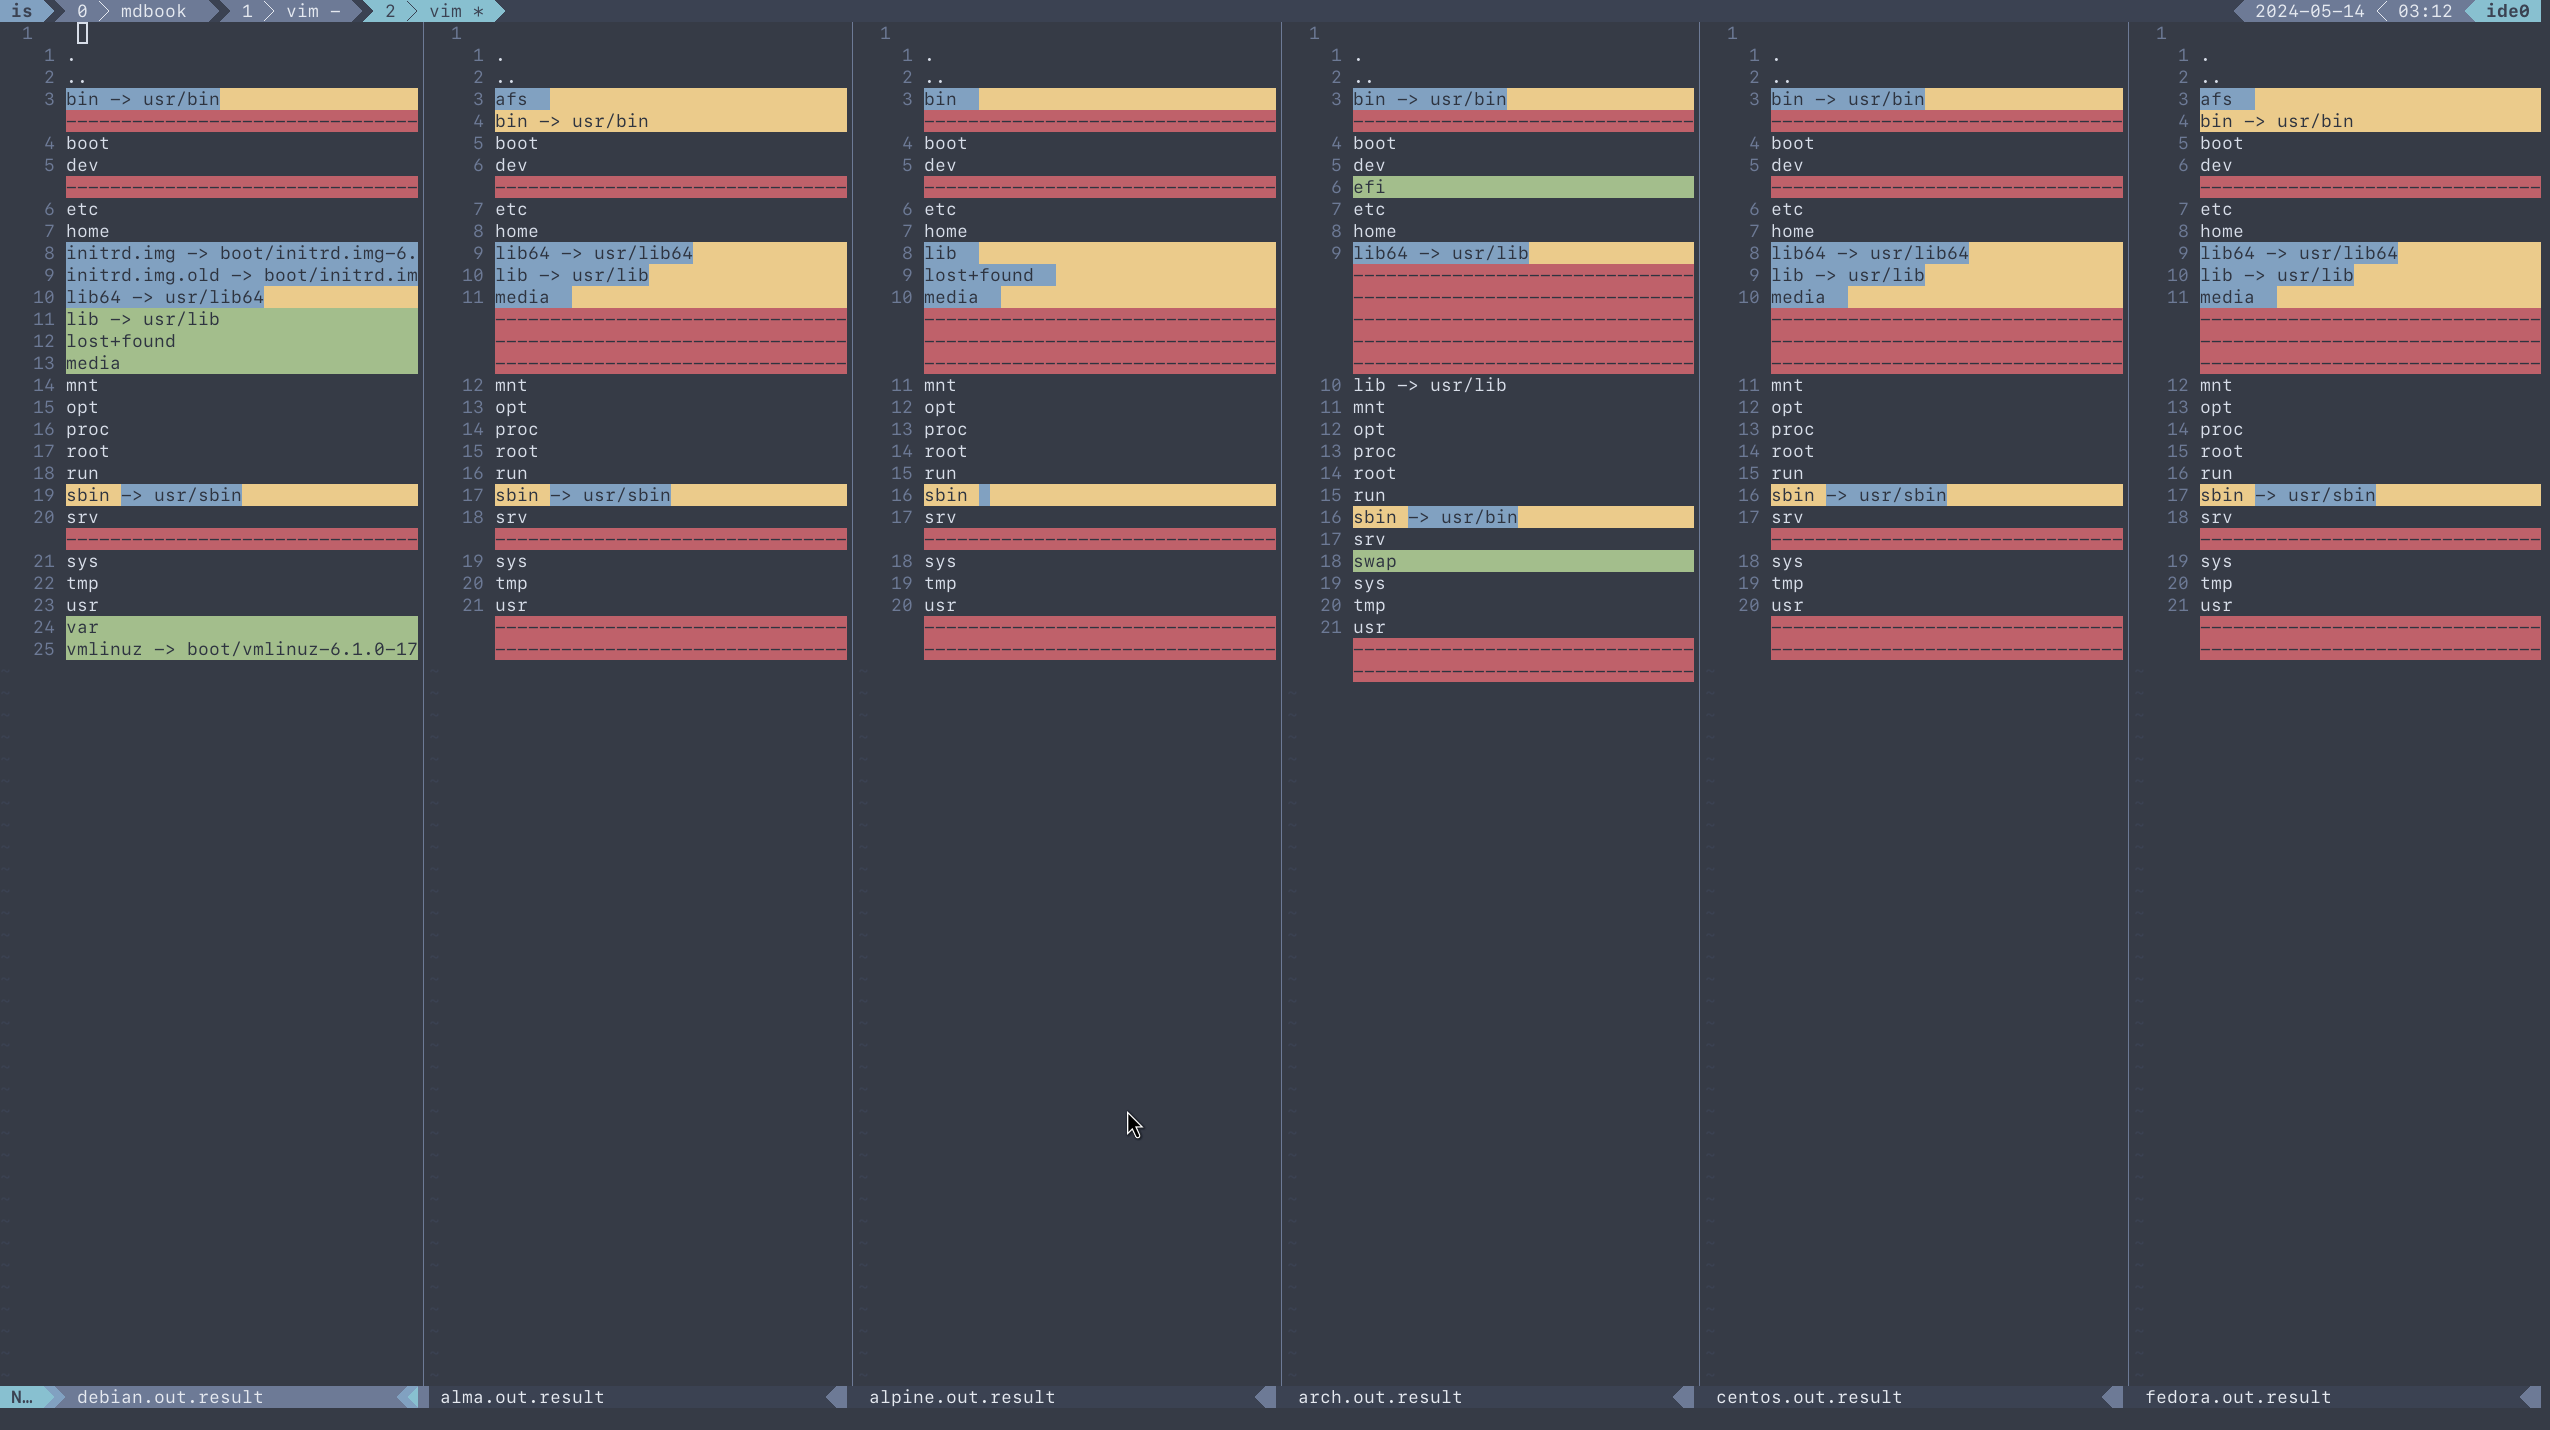 is 0 mdbook 1 vim - 2 vim * 2024-05-14 03:12 ide0
1
1 .
2 ..
3 bin -> usr/bin
4 boot
5 dev
6 etc
7 home
8 initrd.img -> boot/initrd.img-6.
9 initrd.img.old -> boot/initrd.im
10 lib64 -> usr/lib64
11 lib -> usr/lib
12 lost+found
13 media
14 mnt
15 opt
16 proc
17 root
18 run
19 sbin -> usr/sbin
20 srv
21 sys
22 tmp
23 usr
24 var
25 vmlinuz -> boot/vmlinuz-6.1.0-17
N… debian.out.result
1
1 .
2 ..
3 afs
4 bin -> usr/bin
5 boot
6 dev
7 etc
8 home
9 lib64 -> usr/lib64
10 lib -> usr/lib
11 media
12 mnt
13 opt
14 proc
15 root
16 run
17 sbin -> usr/sbin
18 srv
19 sys
20 tmp
21 usr
alma.out.result
1
1 .
2 ..
3 bin
4 boot
5 dev
6 etc
7 home
8 lib
9 lost+found
10 media
11 mnt
12 opt
13 proc
14 root
15 run
16 sbin
17 srv
18 sys
19 tmp
20 usr
alpine.out.result
1
1 .
2 ..
3 bin -> usr/bin
4 boot
5 dev
6 efi
7 etc
8 home
9 lib64 -> usr/lib
10 lib -> usr/lib
11 mnt
12 opt
13 proc
14 root
15 run
16 sbin -> usr/bin
17 srv
18 swap
19 sys
20 tmp
21 usr
arch.out.result
1
1 .
2 ..
3 bin -> usr/bin
4 boot
5 dev
6 etc
7 home
8 lib64 -> usr/lib64
9 lib -> usr/lib
10 media
11 mnt
12 opt
13 proc
14 root
15 run
16 sbin -> usr/sbin
17 srv
18 sys
19 tmp
20 usr
centos.out.result
1
1 .
2 ..
3 afs
4 bin -> usr/bin
5 boot
6 dev
7 etc
8 home
9 lib64 -> usr/lib64
10 lib -> usr/lib
11 media
12 mnt
13 opt
14 proc
15 root
16 run
17 sbin -> usr/sbin
18 srv
19 sys
20 tmp
21 usr
fedora.out.result